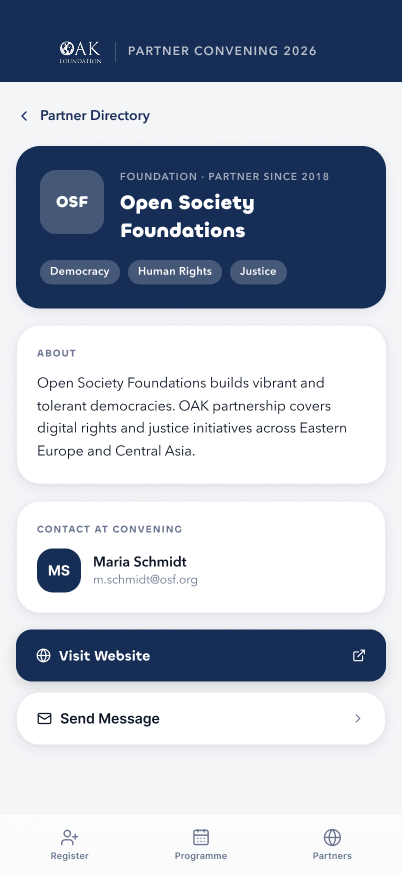 OAK
FOUNDATION
PARTNER CONVENING 2026
Partner Directory
OSF
FOUNDATION · PARTNER SINCE 2018
Open Society
Foundations
Democracy
Human Rights
Justice
ABOUT
Open Society Foundations builds vibrant and
tolerant democracies. OAK partnership covers
digital rights and justice initiatives across Eastern
Europe and Central Asia.
CONTACT AT CONVENING
MS
Maria Schmidt
m.schmidt@osf.org
Visit Website
Send Message
Register
Programme
Partners